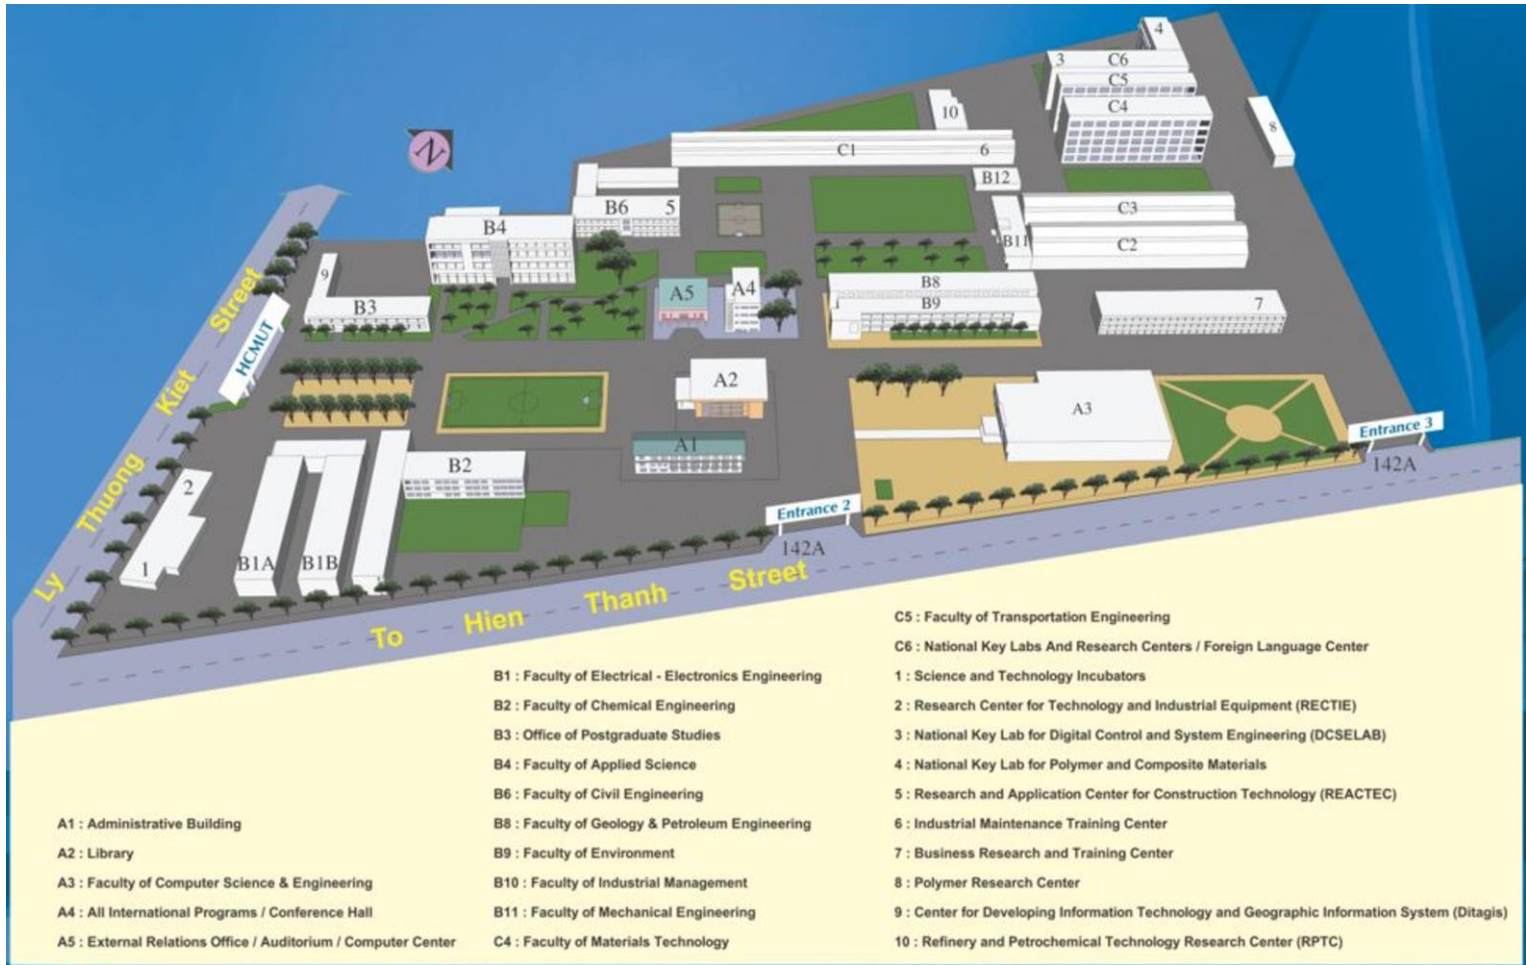 4
3 C6
C5
C4
10
8
C1 6
B12
N
B6 5
C3
B4
B11 C2
9
A5 A4
B8
B9
7
B3
HCMUT
A2
A3
Entrance 3
142A
A1
B2
2
Entrance 2
142A
1
B1A B1B
Ly Thuong Kiet Street
To Hien Thanh Street
A1 : Administrative Building
A2 : Library
A3 : Faculty of Computer Science & Engineering
A4 : All International Programs / Conference Hall
A5 : External Relations Office / Auditorium / Computer Center
B1 : Faculty of Electrical - Electronics Engineering
B2 : Faculty of Chemical Engineering
B3 : Office of Postgraduate Studies
B4 : Faculty of Applied Science
B6 : Faculty of Civil Engineering
B8 : Faculty of Geology & Petroleum Engineering
B9 : Faculty of Environment
B10 : Faculty of Industrial Management
B11 : Faculty of Mechanical Engineering
C4 : Faculty of Materials Technology
C5 : Faculty of Transportation Engineering
C6 : National Key Labs And Research Centers / Foreign Language Center
1 : Science and Technology Incubators
2 : Research Center for Technology and Industrial Equipment (RECTIE)
3 : National Key Lab for Digital Control and System Engineering (DCSELAB)
4 : National Key Lab for Polymer and Composite Materials
5 : Research and Application Center for Construction Technology (REACTEC)
6 : Industrial Maintenance Training Center
7 : Business Research and Training Center
8 : Polymer Research Center
9 : Center for Developing Information Technology and Geographic Information System (Ditagis)
10 : Refinery and Petrochemical Technology Research Center (RPTC)